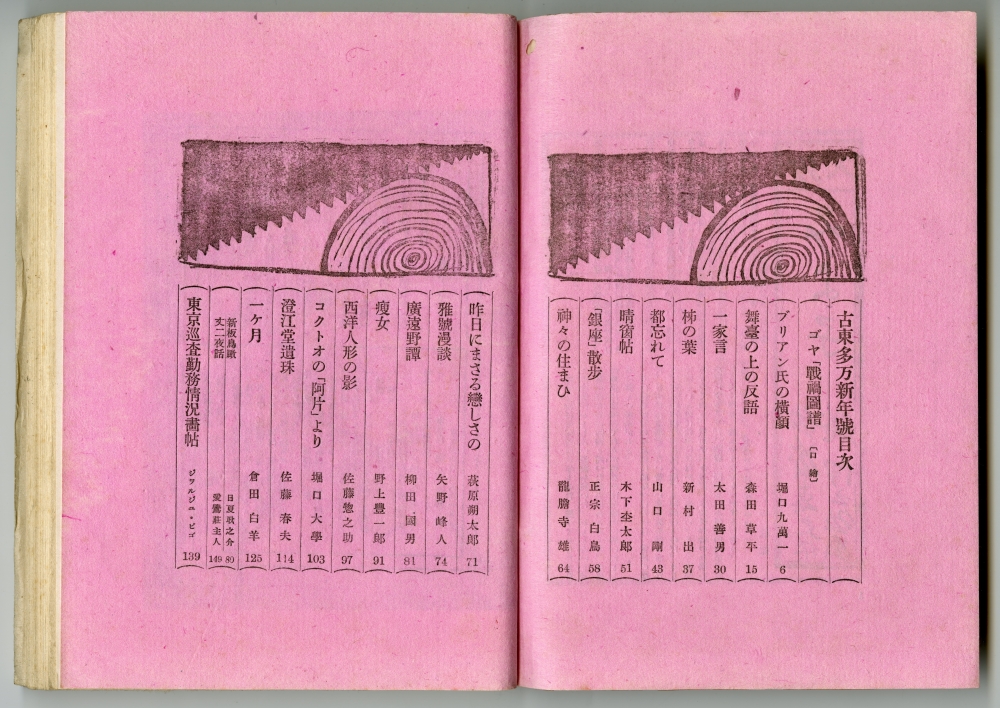 古東多万新年號目次
ゴヤ「戰禍圖譜」〔口繪〕
ブリアン氏の橫顏 堀口九萬一 6
舞臺の上の反語 森田草平 15
一家言 太田善男 30
柿の葉 新村出 37
都忘れて 山口剛 43
晴窗帖 木下杢太郎 51
「銀座」散步 正宗白鳥 58
神々の住まひ 龍膽寺雄 64
昨日にまさる戀しさの 萩原朔太郎 71
雅號漫談 矢野峰人 74
廣遠野譚 柳田國男 81
瘦女 野上豐一郎 91
西洋人形の影 佐藤惣之助 97
コクトオの「阿片」より 堀口大學 103
澄江堂遺珠 佐藤春夫 114
一ヶ月 倉田白羊 125
新板鳥瞰 日夏耿之介 80
丈二夜話 愛鷺莊主人 149
東京巡査勤務情況畫帖 ジヨルジユ・ビゴ 139